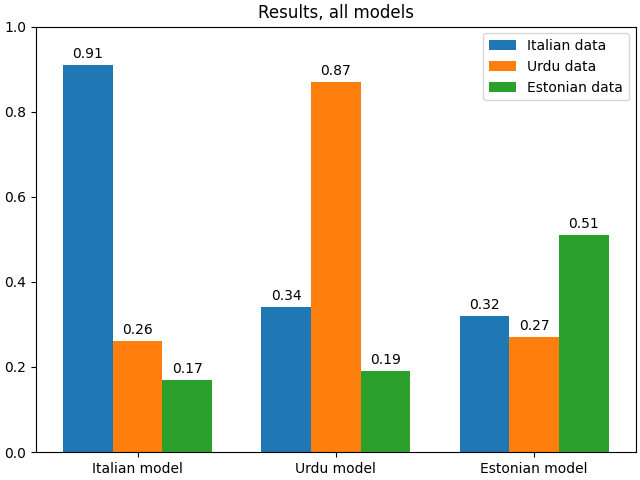 Results, all models
1.0
0.8
0.6
0.4
0.2
0.0
Italian data
Urdu data
Estonian data
0.91
0.26
0.17
0.34
0.87
0.19
0.32
0.27
0.51
Italian model
Urdu model
Estonian model